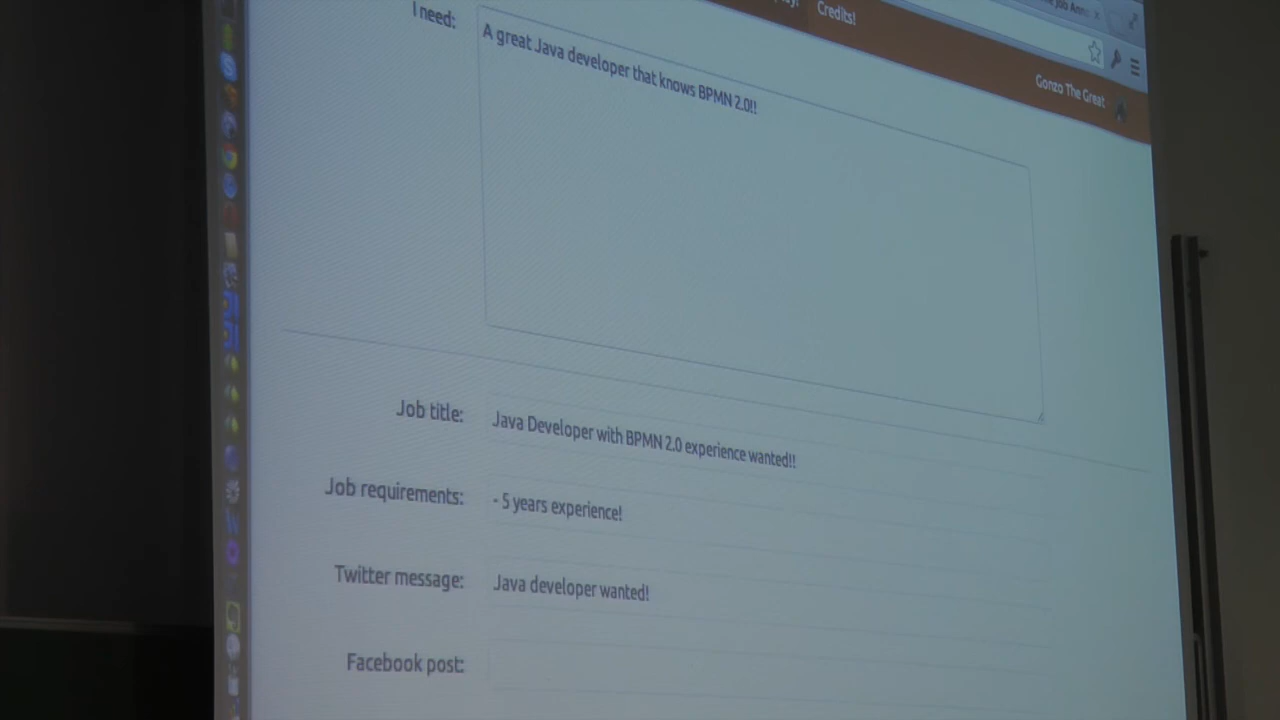 Credits!
Gonzo The Great
I need:
A great Java developer that knows BPMN 2.0!!
Job title:
Java Developer with BPMN 2.0 experience wanted!!
Job requirements:
- 5 years experience!
Twitter message:
Java developer wanted!
Facebook post: